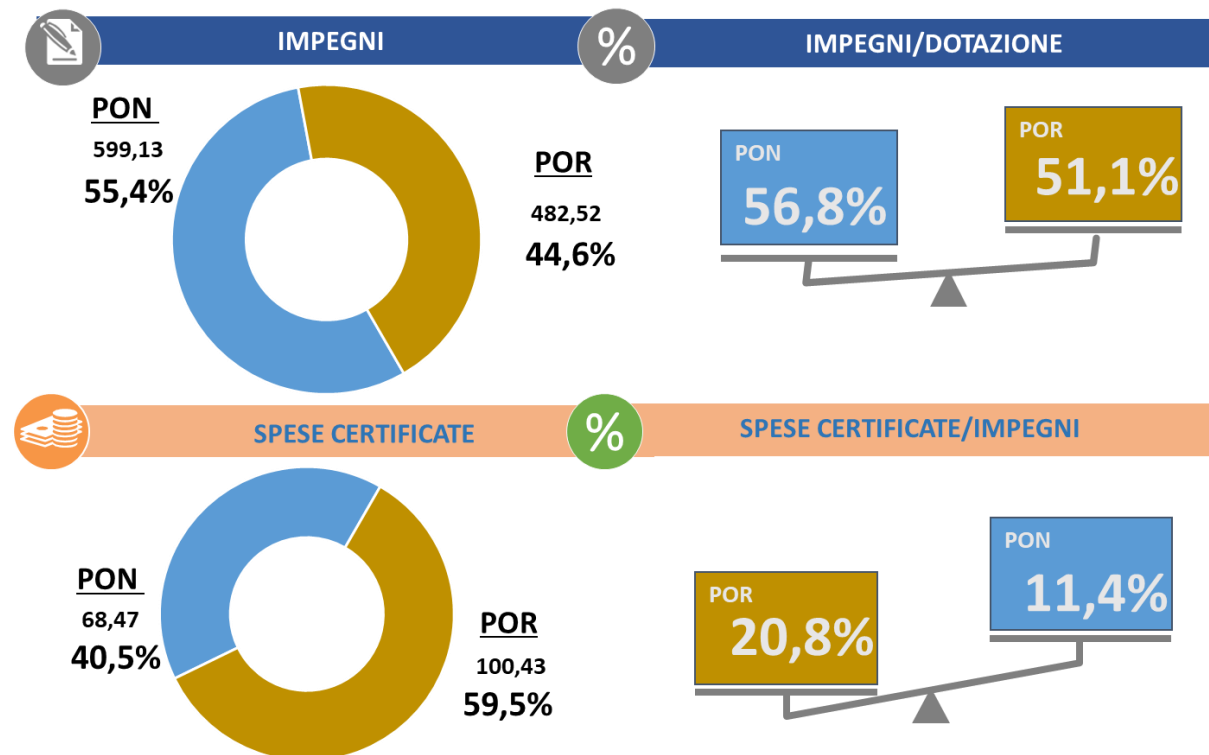 IMPEGNI
%
IMPEGNI/DOTAZIONE
PON
599,13
55,4%
POR
482,52
44,6%
PON
56,8%
POR
51,1%
SPESE CERTIFICATE
%
SPESE CERTIFICATE/IMPEGNI
PON
68,47
40,5%
POR
100,43
59,5%
POR
20,8%
PON
11,4%